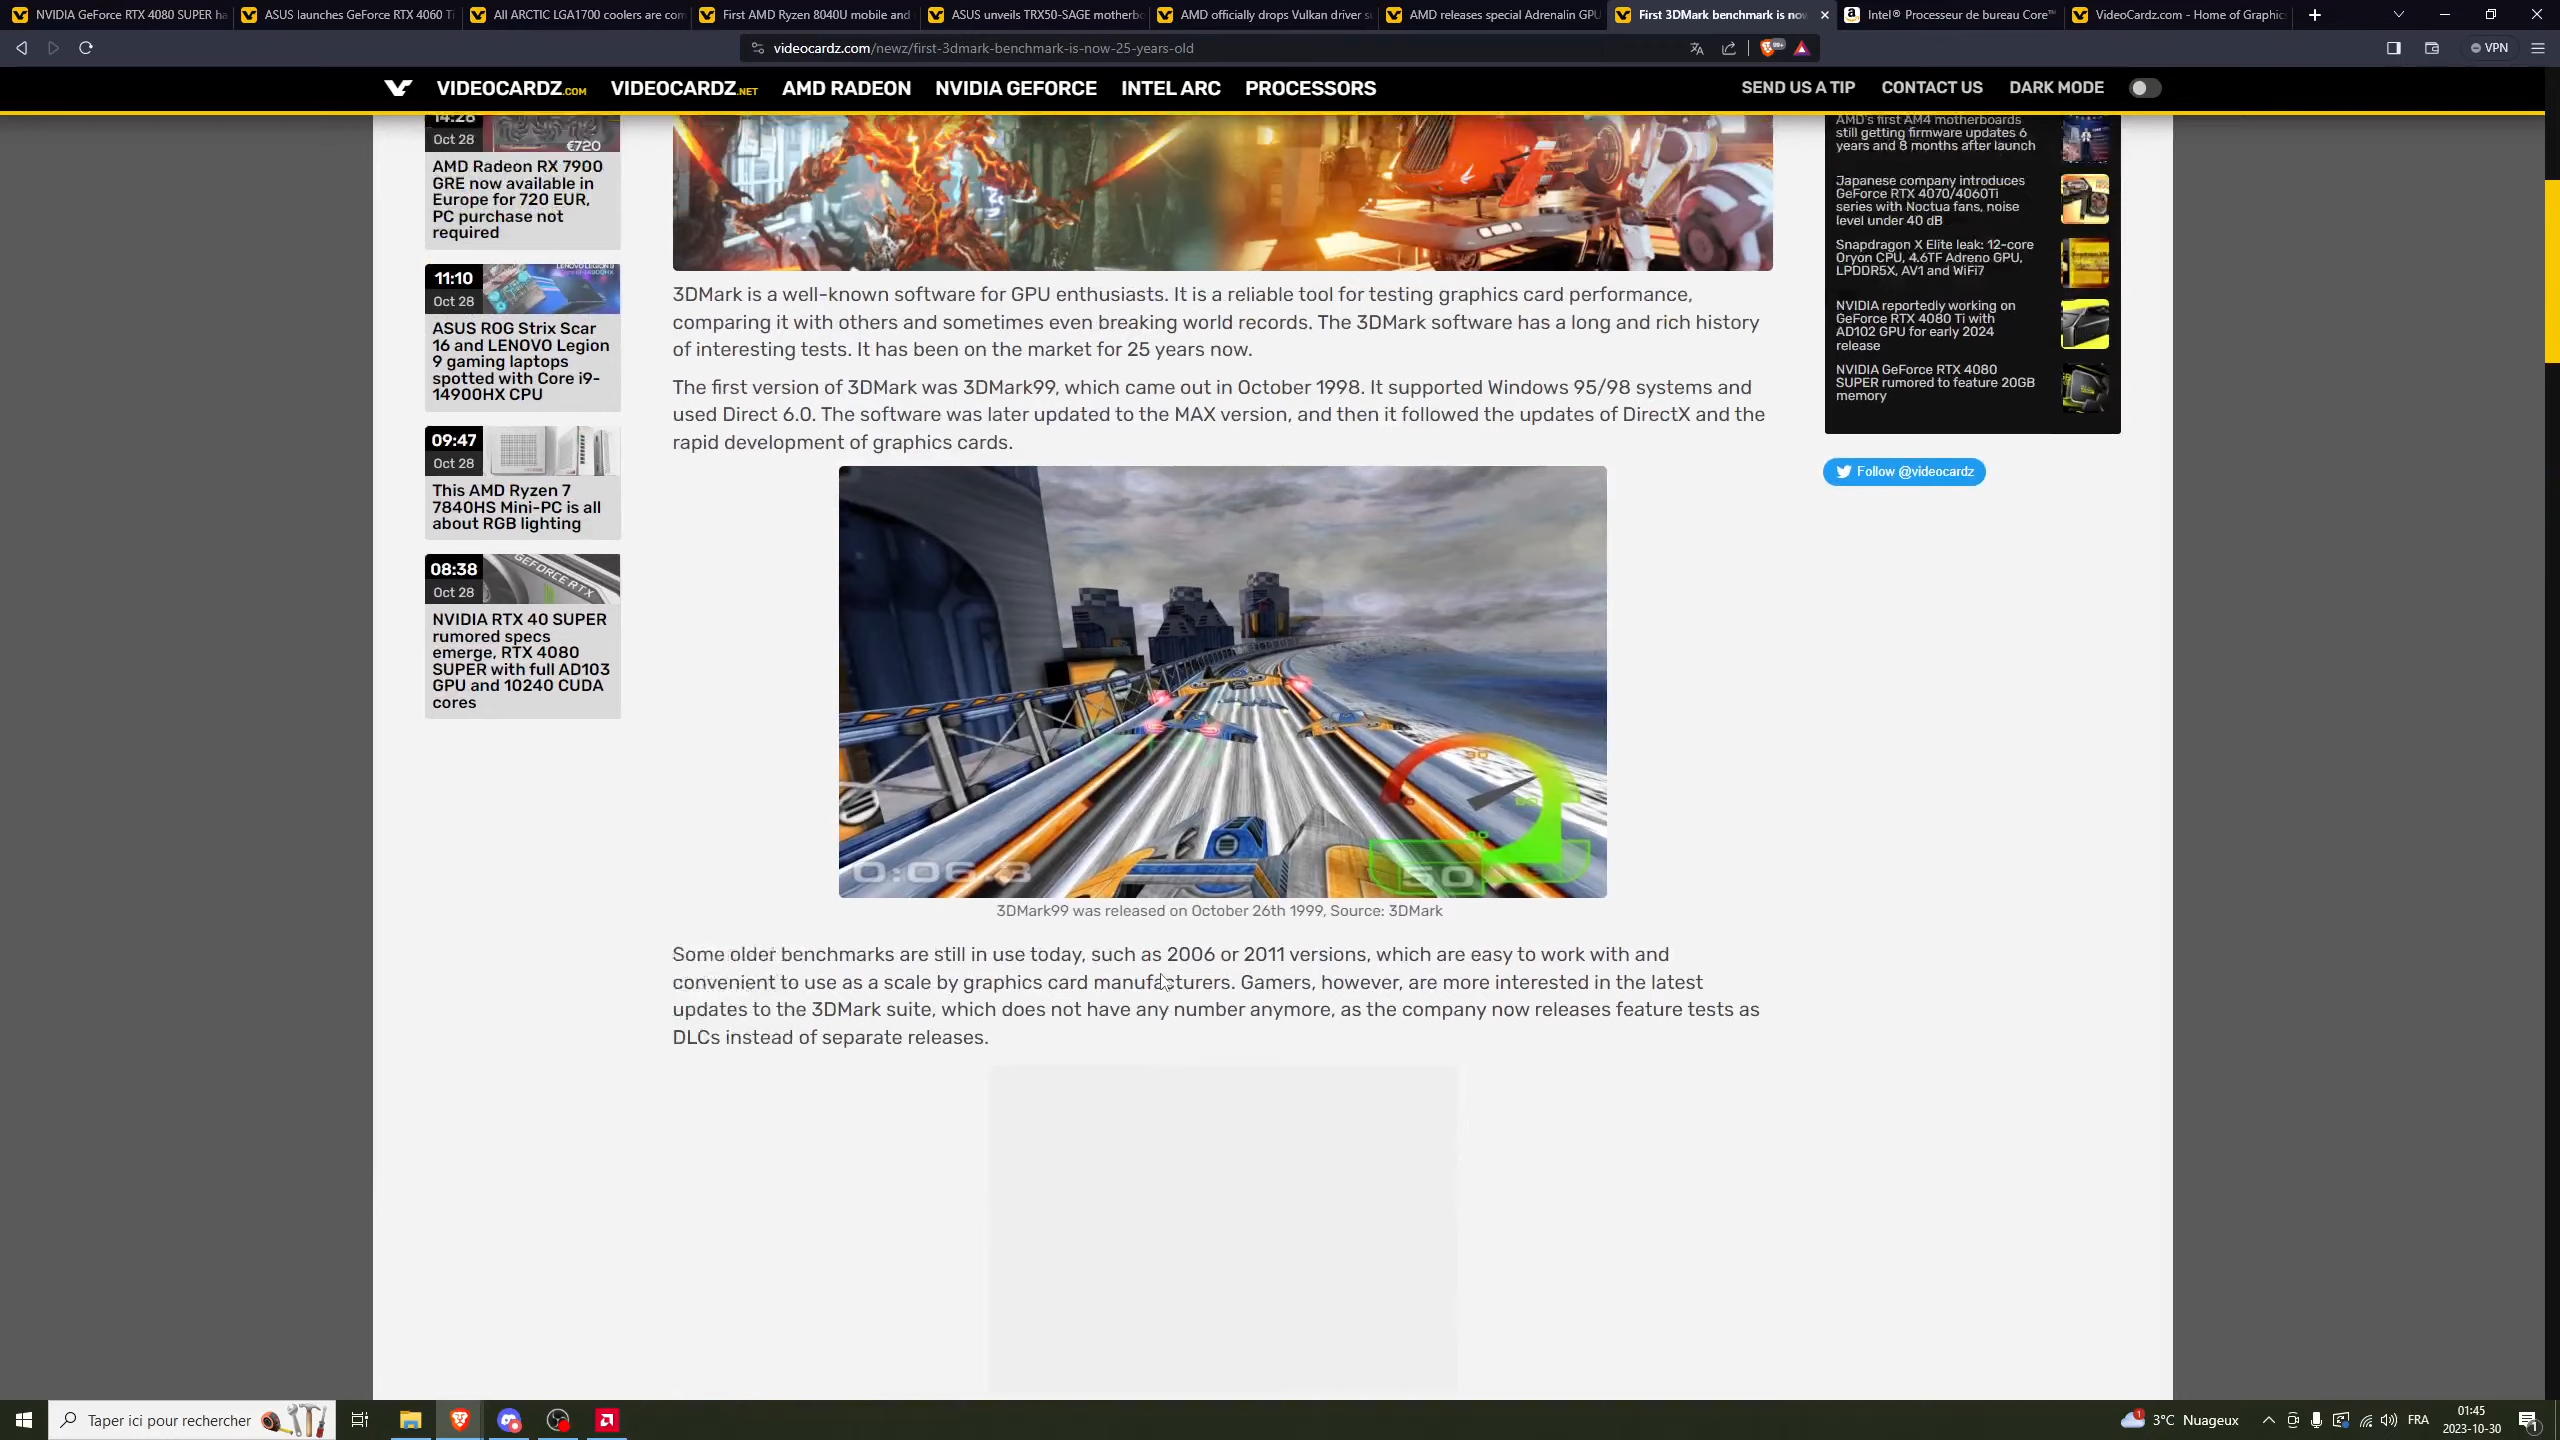 NVIDIA GeForce RTX 4080 SUPER ha
ASUS launches GeForce RTX 4060 Ti
All ARCTIC LGA1700 coolers are com
First AMD Ryzen 8040U mobile and
ASUS unveils TRX50-SAGE motherbo
AMD officially drops Vulkan driver su
AMD releases special Adrenalin GPU
First 3DMark benchmark is now
Intel® Processeur de bureau Core™
VideoCardz.com - Home of Graphic
videocardz.com/newz/first-3dmark-benchmark-is-now-25-years-old
99+
VPN
VIDEOCARDZ.COM
VIDEOCARDZ.NET
AMD RADEON
NVIDIA GEFORCE
INTEL ARC
PROCESSORS
SEND US A TIP
CONTACT US
DARK MODE
14:26
Oct 28
€720
AMD Radeon RX 7900
GRE now available in
Europe for 720 EUR,
PC purchase not
required
11:10
Oct 28
ASUS ROG Strix Scar
16 and LENOVO Legion
9 gaming laptops
spotted with Core i9-
14900HX CPU
09:47
Oct 28
This AMD Ryzen 7
7840HS Mini-PC is all
about RGB lighting
08:38
Oct 28
GEFORCE RTX
NVIDIA RTX 40 SUPER
rumored specs
emerge, RTX 4080
SUPER with full AD103
GPU and 10240 CUDA
cores
3DMark is a well-known software for GPU enthusiasts. It is a reliable tool for testing graphics card performance,
comparing it with others and sometimes even breaking world records. The 3DMark software has a long and rich history
of interesting tests. It has been on the market for 25 years now.
The first version of 3DMark was 3DMark99, which came out in October 1998. It supported Windows 95/98 systems and
used Direct 6.0. The software was later updated to the MAX version, and then it followed the updates of DirectX and the
rapid development of graphics cards.
0:06.3
50
3DMark99 was released on October 26th 1999, Source: 3DMark
Some older benchmarks are still in use today, such as 2006 or 2011 versions, which are easy to work with and
convenient to use as a scale by graphics card manufacturers. Gamers, however, are more interested in the latest
updates to the 3DMark suite, which does not have any number anymore, as the company now releases feature tests as
DLCs instead of separate releases.
AMD's first AM4 motherboards
still getting firmware updates 6
years and 8 months after launch
Japanese company introduces
GeForce RTX 4070/4060Ti
series with Noctua fans, noise
level under 40 dB
Snapdragon X Elite leak: 12-core
Oryon CPU, 4.6TF Adreno GPU,
LPDDR5X, AV1 and WiFi7
NVIDIA reportedly working on
GeForce RTX 4080 Ti with
AD102 GPU for early 2024
release
NVIDIA GeForce RTX 4080
SUPER rumored to feature 20GB
memory
Follow @videocardz
Taper ici pour rechercher
3°C Nuageux
FRA
01:45
2023-10-30